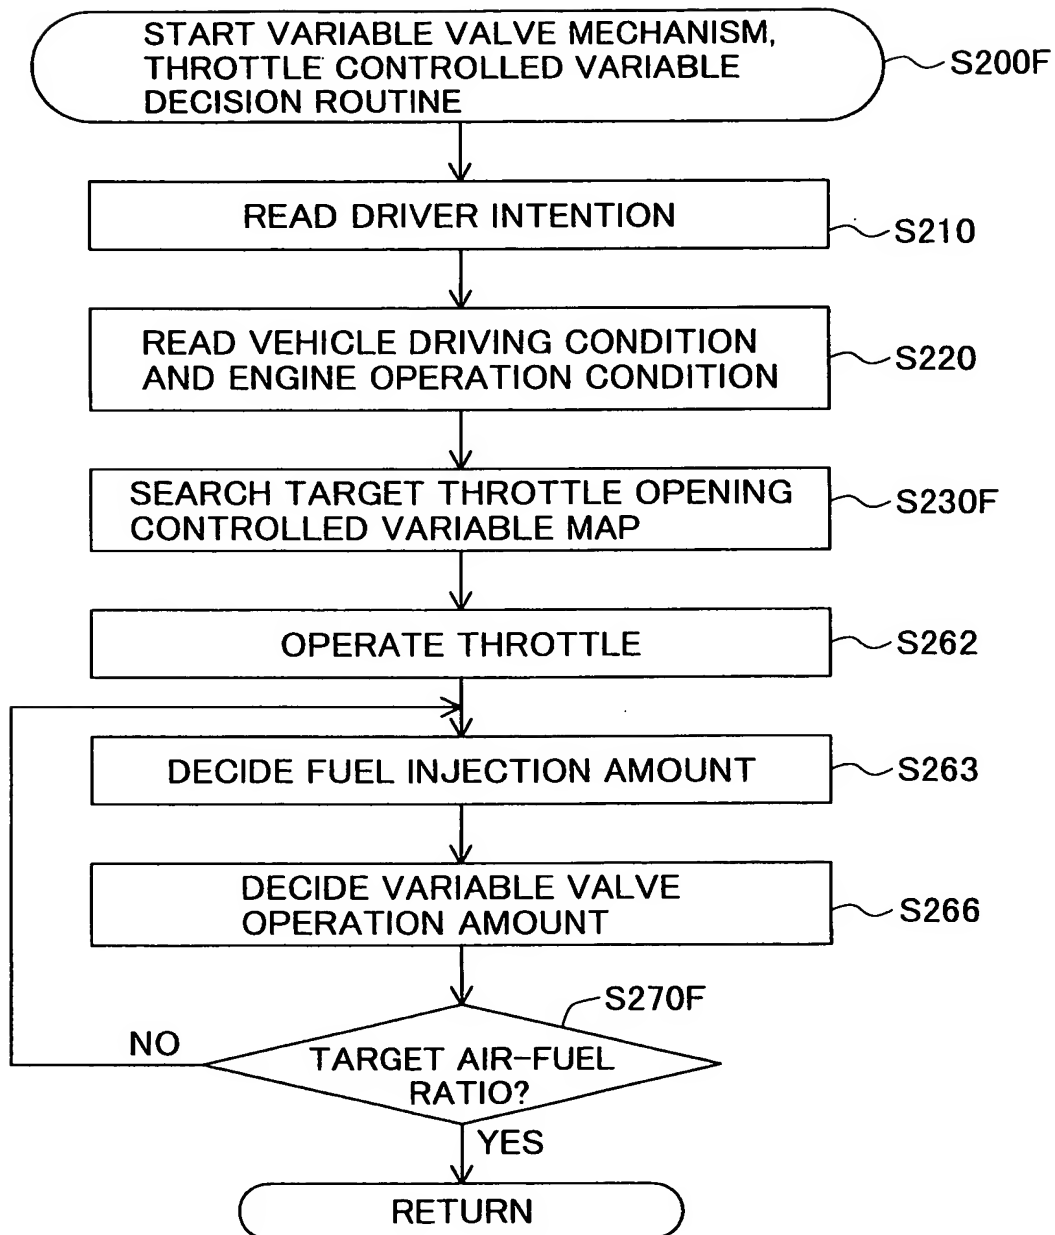 START VARIABLE VALVE MECHANISM,
THROTTLE CONTROLLED VARIABLE
DECISION ROUTINE
S200F
READ DRIVER INTENTION
S210
READ VEHICLE DRIVING CONDITION
AND ENGINE OPERATION CONDITION
S220
SEARCH TARGET THROTTLE OPENING
CONTROLLED VARIABLE MAP
S230F
OPERATE THROTTLE
S262
DECIDE FUEL INJECTION AMOUNT
S263
DECIDE VARIABLE VALVE
OPERATION AMOUNT
S266
S270F
NO
TARGET AIR-FUEL
RATIO?
YES
RETURN